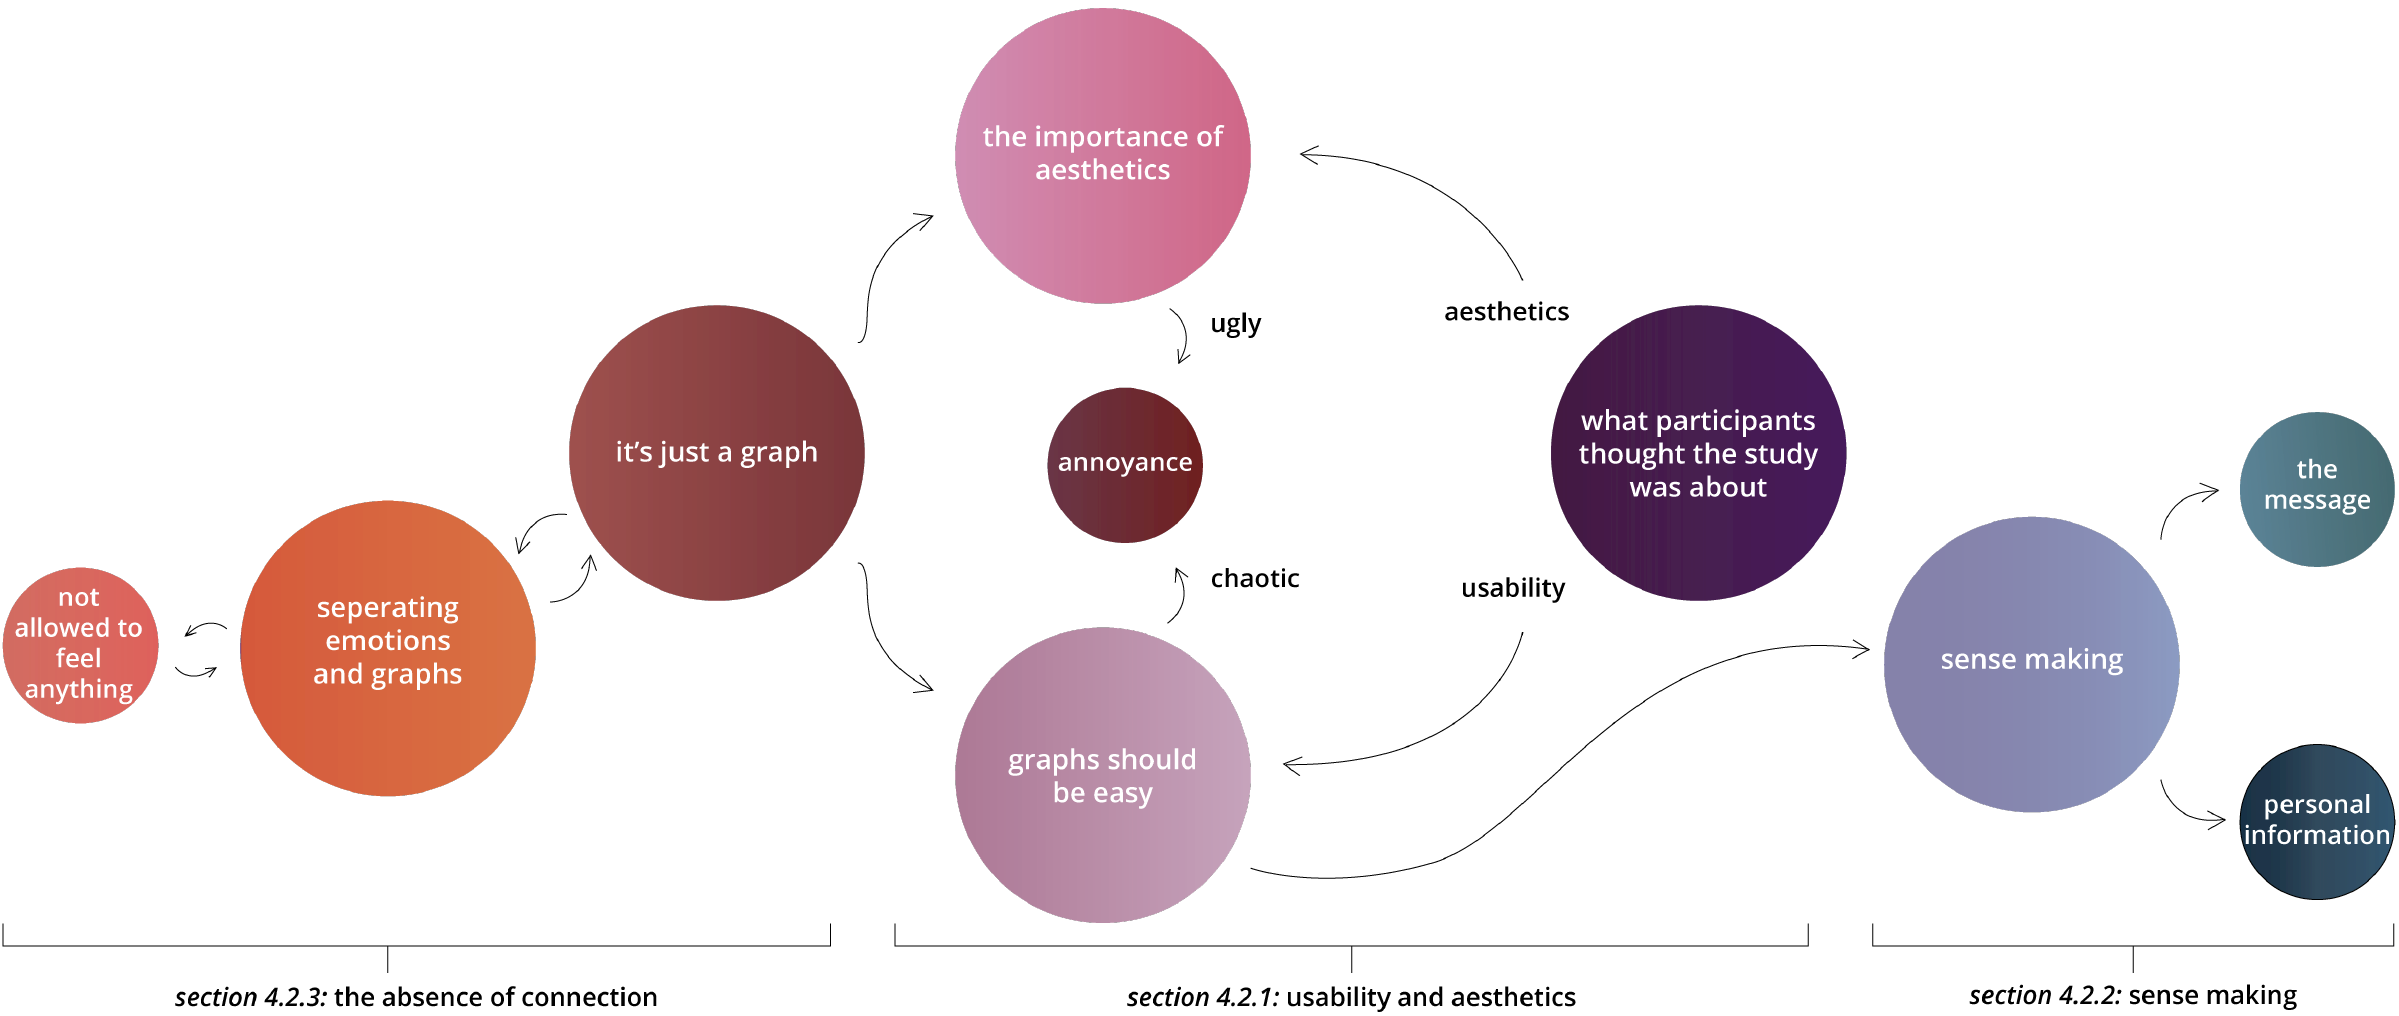 the importance of
aesthetics
ugly
aesthetics
it’s just a graph
annoyance
what participants
thought the study
was about
the
message
chaotic
usability
not
allowed to
feel
anything
seperating
emotions
and graphs
sense making
graphs should
be easy
personal
information
section 4.2.3: the absence of connection
section 4.2.1: usability and aesthetics
section 4.2.2: sense making